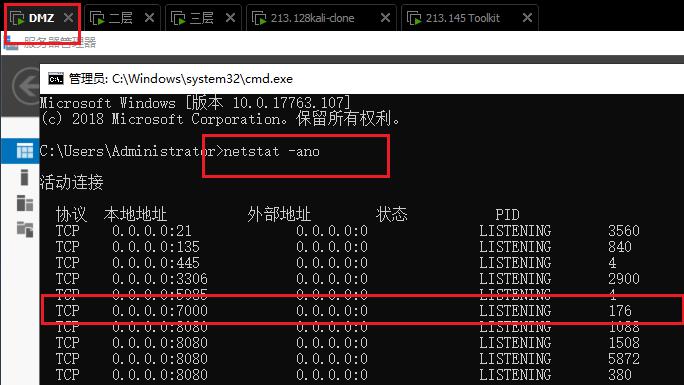 DMZ 二层 三层 213.128kali-clone 213.145 Toolkit
服务器管理器
管理员: C:\Windows\system32\cmd.exe
Microsoft Windows [版本 10.0.17763.107]
(c) 2018 Microsoft Corporation。保留所有权利。
C:\Users\Administrator>netstat -ano
活动连接
协议 本地地址 外部地址 状态 PID
TCP 0.0.0.0:21 0.0.0.0:0 LISTENING 3560
TCP 0.0.0.0:135 0.0.0.0:0 LISTENING 840
TCP 0.0.0.0:445 0.0.0.0:0 LISTENING 4
TCP 0.0.0.0:3306 0.0.0.0:0 LISTENING 2900
TCP 0.0.0.0:5985 0.0.0.0:0 LISTENING 4
TCP 0.0.0.0:7000 0.0.0.0:0 LISTENING 176
TCP 0.0.0.0:8080 0.0.0.0:0 LISTENING 1088
TCP 0.0.0.0:8080 0.0.0.0:0 LISTENING 1508
TCP 0.0.0.0:8080 0.0.0.0:0 LISTENING 5872
TCP 0.0.0.0:8080 0.0.0.0:0 LISTENING 380